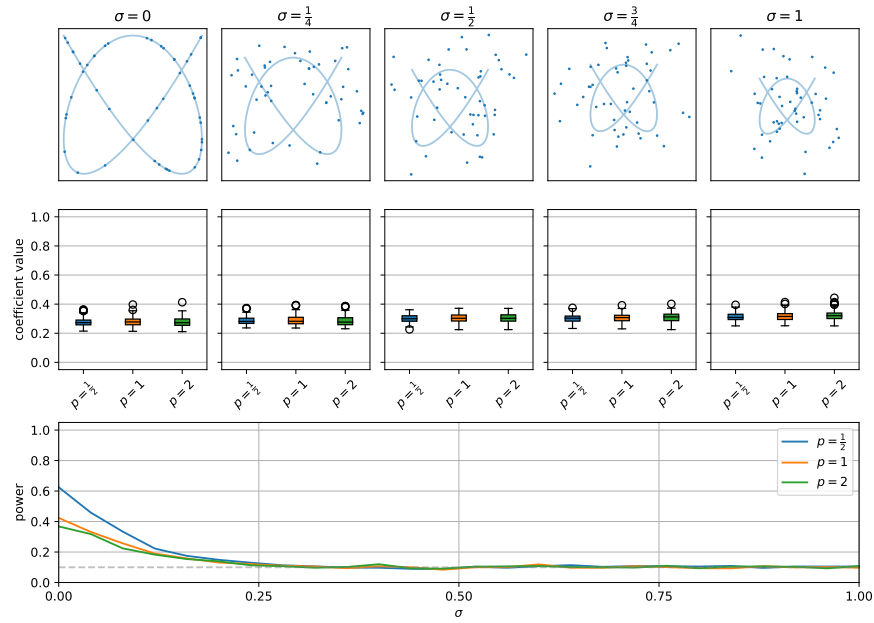 σ = 0
σ = 1/4
σ = 1/2
σ = 3/4
σ = 1
coefficient value
1.0
0.8
0.6
0.4
0.2
0.0
p = 1/2
p = 1
p = 2
p = 1/2
p = 1
p = 2
p = 1/2
p = 1
p = 2
p = 1/2
p = 1
p = 2
p = 1/2
p = 1
p = 2
power
1.0
0.8
0.6
0.4
0.2
0.0
p = 1/2
p = 1
p = 2
0.00
0.25
0.50
0.75
1.00
σ